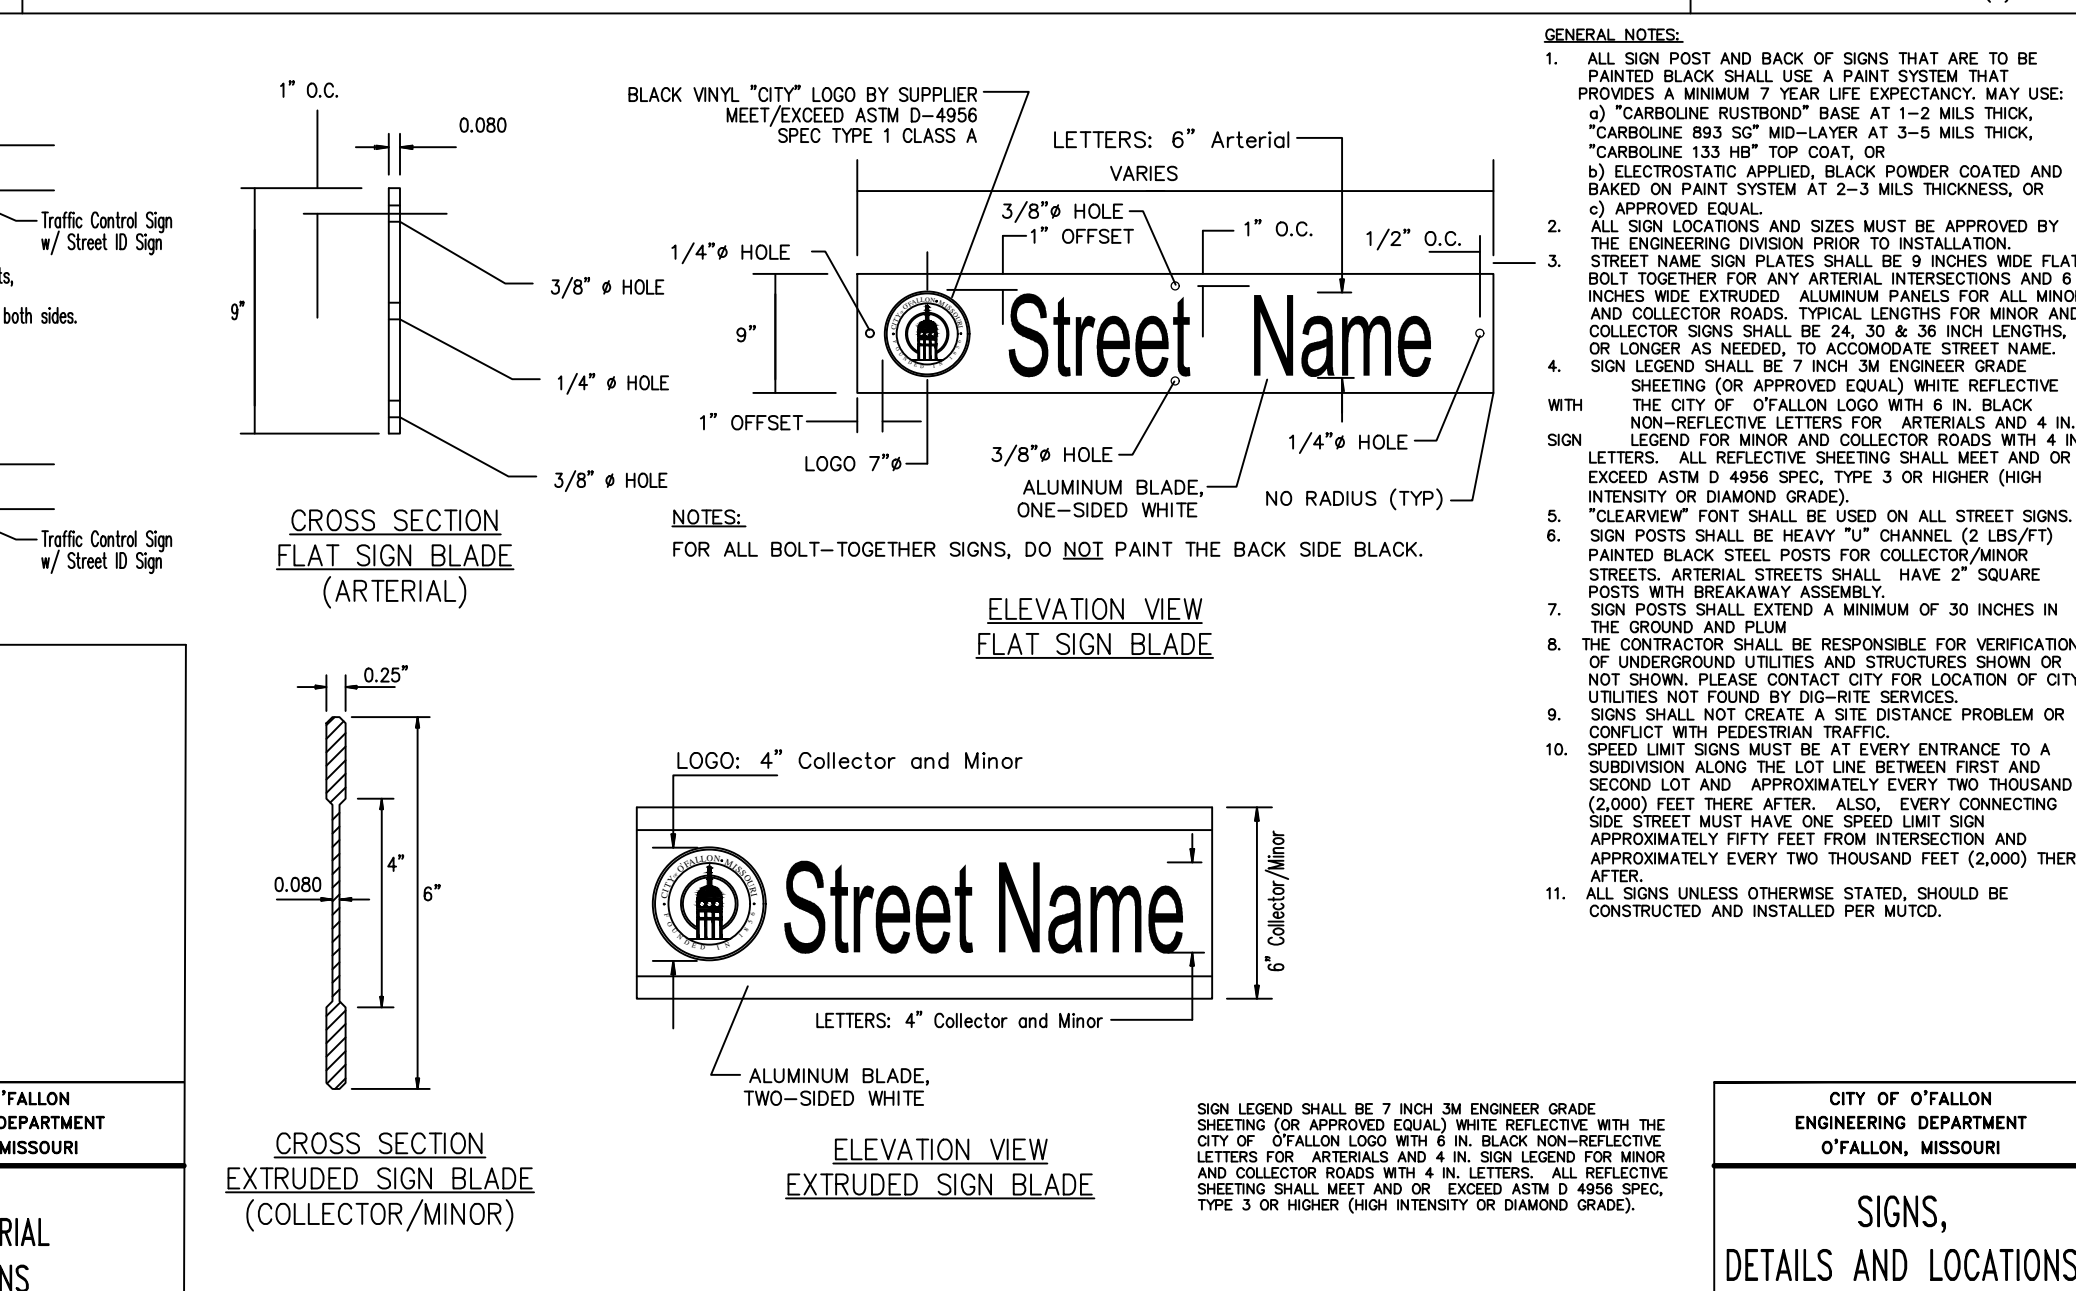 1" O.C.
0.080
9"
3/8" ø HOLE
1/4" ø HOLE
3/8" ø HOLE
CROSS SECTION
FLAT SIGN BLADE
(ARTERIAL)
Traffic Control Sign
w/ Street ID Sign
both sides.
Traffic Control Sign
w/ Street ID Sign
BLACK VINYL "CITY" LOGO BY SUPPLIER
MEET/EXCEED ASTM D-4956
SPEC TYPE 1 CLASS A
LETTERS: 6" Arterial
VARIES
3/8"ø HOLE
1" OFFSET
1" O.C.
1/2" O.C.
1/4"ø HOLE
9"
CITY OF O'FALLON MISSOURI
FOUNDED IN 1856
Street Name
1" OFFSET
LOGO 7"ø
3/8"ø HOLE
1/4"ø HOLE
ALUMINUM BLADE,
ONE-SIDED WHITE
NO RADIUS (TYP)
NOTES:
FOR ALL BOLT-TOGETHER SIGNS, DO NOT PAINT THE BACK SIDE BLACK.
ELEVATION VIEW
FLAT SIGN BLADE
0.25"
4"
0.080
6"
CROSS SECTION
EXTRUDED SIGN BLADE
(COLLECTOR/MINOR)
LOGO: 4" Collector and Minor
CITY OF O'FALLON MISSOURI
FOUNDED IN 1856
Street Name
6" Collector/Minor
LETTERS: 4" Collector and Minor
ALUMINUM BLADE,
TWO-SIDED WHITE
ELEVATION VIEW
EXTRUDED SIGN BLADE
SIGN LEGEND SHALL BE 7 INCH 3M ENGINEER GRADE
SHEETING (OR APPROVED EQUAL) WHITE REFLECTIVE WITH THE
CITY OF O'FALLON LOGO WITH 6 IN. BLACK NON-REFLECTIVE
LETTERS FOR ARTERIALS AND 4 IN. SIGN LEGEND FOR MINOR
AND COLLECTOR ROADS WITH 4 IN. LETTERS. ALL REFLECTIVE
SHEETING SHALL MEET AND OR EXCEED ASTM D 4956 SPEC,
TYPE 3 OR HIGHER (HIGH INTENSITY OR DIAMOND GRADE).
GENERAL NOTES:
1. ALL SIGN POST AND BACK OF SIGNS THAT ARE TO BE
PAINTED BLACK SHALL USE A PAINT SYSTEM THAT
PROVIDES A MINIMUM 7 YEAR LIFE EXPECTANCY. MAY USE:
a) "CARBOLINE RUSTBOND" BASE AT 1-2 MILS THICK,
"CARBOLINE 893 SG" MID-LAYER AT 3-5 MILS THICK,
"CARBOLINE 133 HB" TOP COAT, OR
b) ELECTROSTATIC APPLIED, BLACK POWDER COATED AND
BAKED ON PAINT SYSTEM AT 2-3 MILS THICKNESS, OR
c) APPROVED EQUAL.
2. ALL SIGN LOCATIONS AND SIZES MUST BE APPROVED BY
THE ENGINEERING DIVISION PRIOR TO INSTALLATION.
3. STREET NAME SIGN PLATES SHALL BE 9 INCHES WIDE FLAT
BOLT TOGETHER FOR ANY ARTERIAL INTERSECTIONS AND 6
INCHES WIDE EXTRUDED ALUMINUM PANELS FOR ALL MINOR
AND COLLECTOR ROADS. TYPICAL LENGTHS FOR MINOR AND
COLLECTOR SIGNS SHALL BE 24, 30 & 36 INCH LENGTHS,
OR LONGER AS NEEDED, TO ACCOMODATE STREET NAME.
4. SIGN LEGEND SHALL BE 7 INCH 3M ENGINEER GRADE
SHEETING (OR APPROVED EQUAL) WHITE REFLECTIVE
WITH THE CITY OF O'FALLON LOGO WITH 6 IN. BLACK
NON-REFLECTIVE LETTERS FOR ARTERIALS AND 4 IN.
SIGN LEGEND FOR MINOR AND COLLECTOR ROADS WITH 4 IN
LETTERS. ALL REFLECTIVE SHEETING SHALL MEET AND OR
EXCEED ASTM D 4956 SPEC, TYPE 3 OR HIGHER (HIGH
INTENSITY OR DIAMOND GRADE).
5. "CLEARVIEW" FONT SHALL BE USED ON ALL STREET SIGNS.
6. SIGN POSTS SHALL BE HEAVY "U" CHANNEL (2 LBS/FT)
PAINTED BLACK STEEL POSTS FOR COLLECTOR/MINOR
STREETS. ARTERIAL STREETS SHALL HAVE 2" SQUARE
POSTS WITH BREAKAWAY ASSEMBLY.
7. SIGN POSTS SHALL EXTEND A MINIMUM OF 30 INCHES IN
THE GROUND AND PLUM
8. THE CONTRACTOR SHALL BE RESPONSIBLE FOR VERIFICATION
OF UNDERGROUND UTILITIES AND STRUCTURES SHOWN OR
NOT SHOWN. PLEASE CONTACT CITY FOR LOCATION OF CITY
UTILITIES NOT FOUND BY DIG-RITE SERVICES.
9. SIGNS SHALL NOT CREATE A SITE DISTANCE PROBLEM OR
CONFLICT WITH PEDESTRIAN TRAFFIC.
10. SPEED LIMIT SIGNS MUST BE AT EVERY ENTRANCE TO A
SUBDIVISION ALONG THE LOT LINE BETWEEN FIRST AND
SECOND LOT AND APPROXIMATELY EVERY TWO THOUSAND
(2,000) FEET THERE AFTER. ALSO, EVERY CONNECTING
SIDE STREET MUST HAVE ONE SPEED LIMIT SIGN
APPROXIMATELY FIFTY FEET FROM INTERSECTION AND
APPROXIMATELY EVERY TWO THOUSAND FEET (2,000) THER
AFTER.
11. ALL SIGNS UNLESS OTHERWISE STATED, SHOULD BE
CONSTRUCTED AND INSTALLED PER MUTCD.
'FALLON
DEPARTMENT
MISSOURI
RIAL
NS
CITY OF O'FALLON
ENGINEERING DEPARTMENT
O'FALLON, MISSOURI
SIGNS,
DETAILS AND LOCATIONS